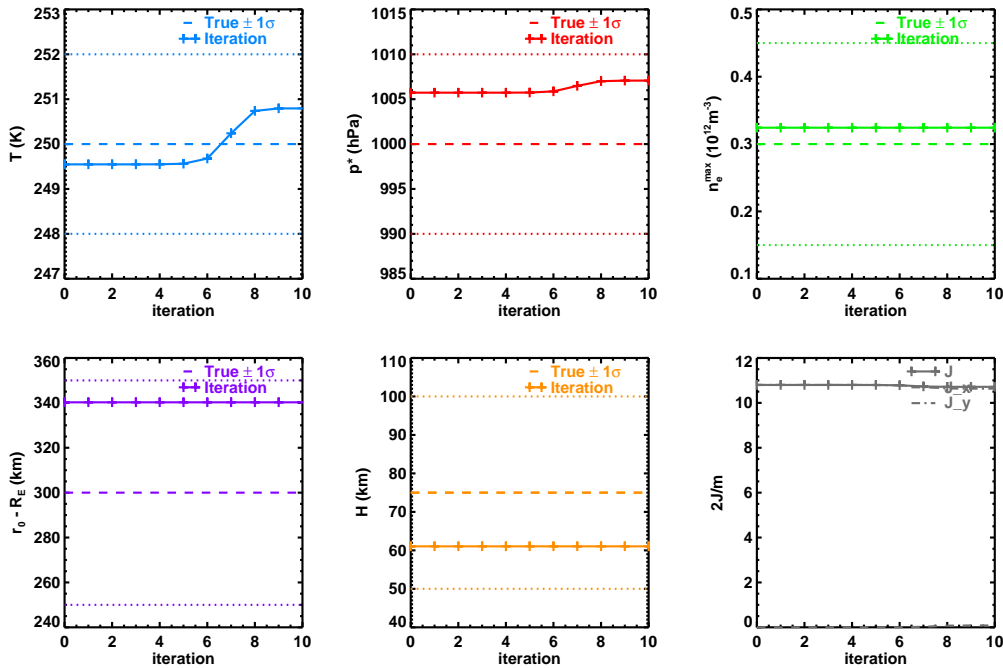 True ± 1σ
Iteration
253
252
251
250
249
248
247
T (K)
0 2 4 6 8 10
iteration
True ± 1σ
Iteration
1015
1010
1005
1000
995
990
985
p* (hPa)
0 2 4 6 8 10
iteration
True ± 1σ
Iteration
0.5
0.4
0.3
0.2
0.1
n_e^max (10^12 m^-3)
0 2 4 6 8 10
iteration
True ± 1σ
Iteration
360
340
320
300
280
260
240
r_0 - R_E (km)
0 2 4 6 8 10
iteration
True ± 1σ
Iteration
110
100
90
80
70
60
50
40
H (km)
0 2 4 6 8 10
iteration
J
J_x
J_y
12
10
8
6
4
2
0
2J/m
0 2 4 6 8 10
iteration